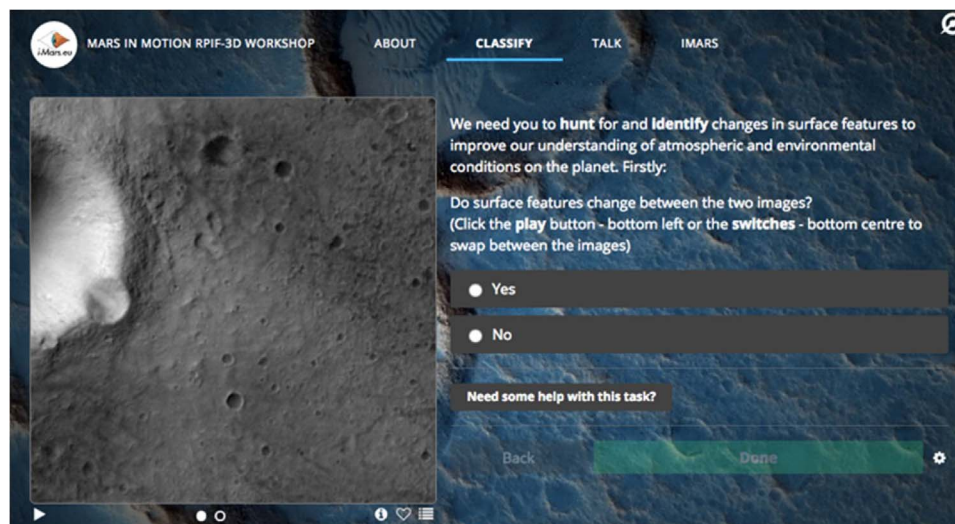 iMars.eu
MARS IN MOTION RPIF-3D WORKSHOP ABOUT CLASSIFY TALK IMARS
We need you to hunt for and identify changes in surface features to
improve our understanding of atmospheric and environmental
conditions on the planet. Firstly:
Do surface features change between the two images?
(Click the play button - bottom left or the switches - bottom centre to
swap between the images)
Yes
No
Need some help with this task?
Back Done